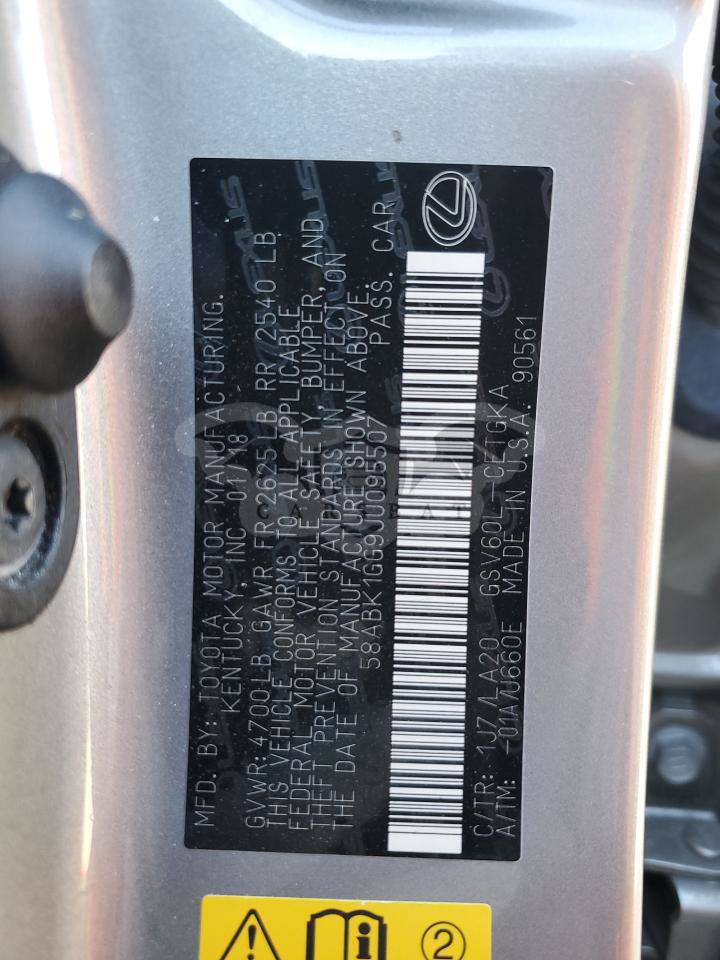 MFD. BY: TOYOTA MOTOR MANUFACTURING.
KENTUCKY, INC. 01/18
GVWR: 4700 LB GAWR FR 2625 LB RR 2540 LB
THIS VEHICLE CONFORMS TO ALL APPLICABLE
FEDERAL MOTOR VEHICLE SAFETY, BUMPER, AND
THEFT PREVENTION STANDARDS IN EFFECT ON
THE DATE OF MANUFACTURE SHOWN ABOVE.
PASS. CAR
C/TR: 1J7/LA20 GSV60L-CETGKA
A/TM: -01A/U660E MADE IN U.S.A. 90561
2